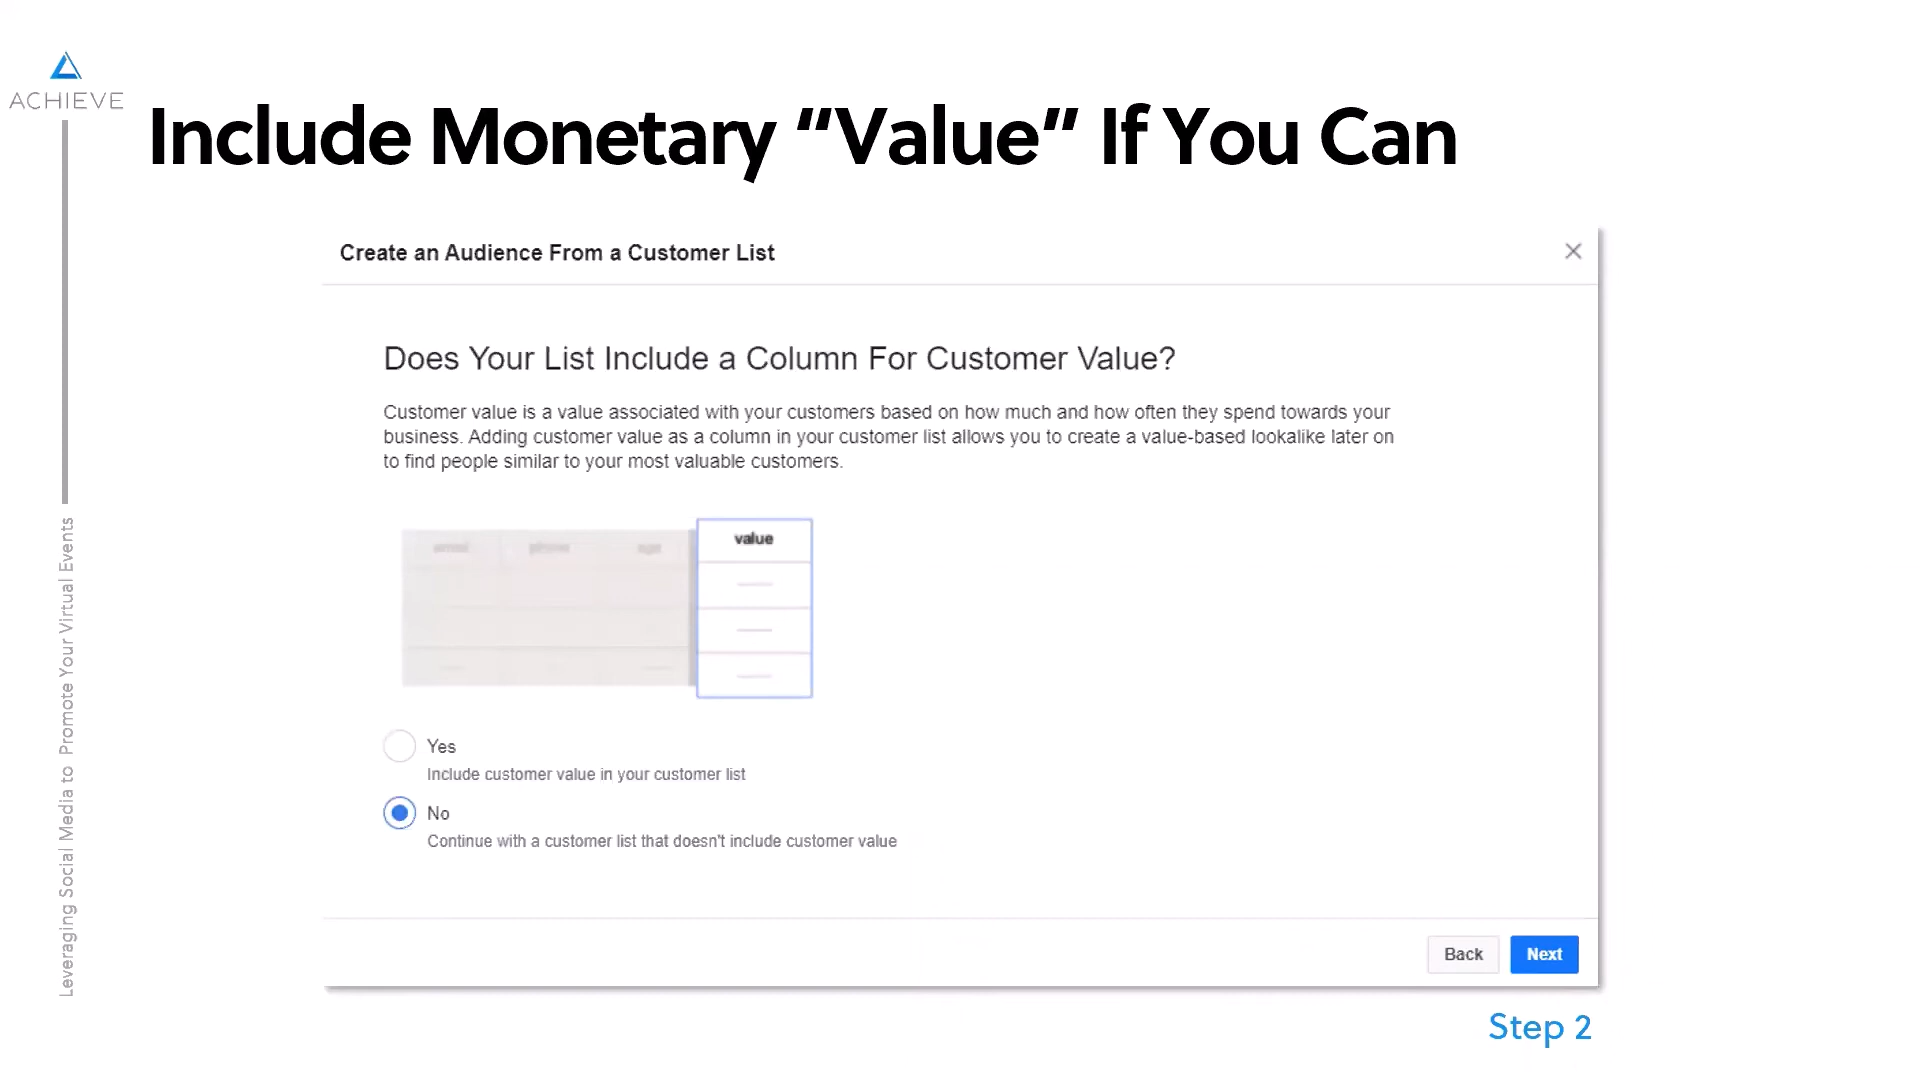 ACHIEVE
Include Monetary “Value” If You Can
Create an Audience From a Customer List
Does Your List Include a Column For Customer Value?
Customer value is a value associated with your customers based on how much and how often they spend towards your
business. Adding customer value as a column in your customer list allows you to create a value-based lookalike later on
to find people similar to your most valuable customers.
email phone age value
Yes
Include customer value in your customer list
No
Continue with a customer list that doesn't include customer value
Back Next
Step 2
Leveraging Social Media to Promote Your Virtual Events